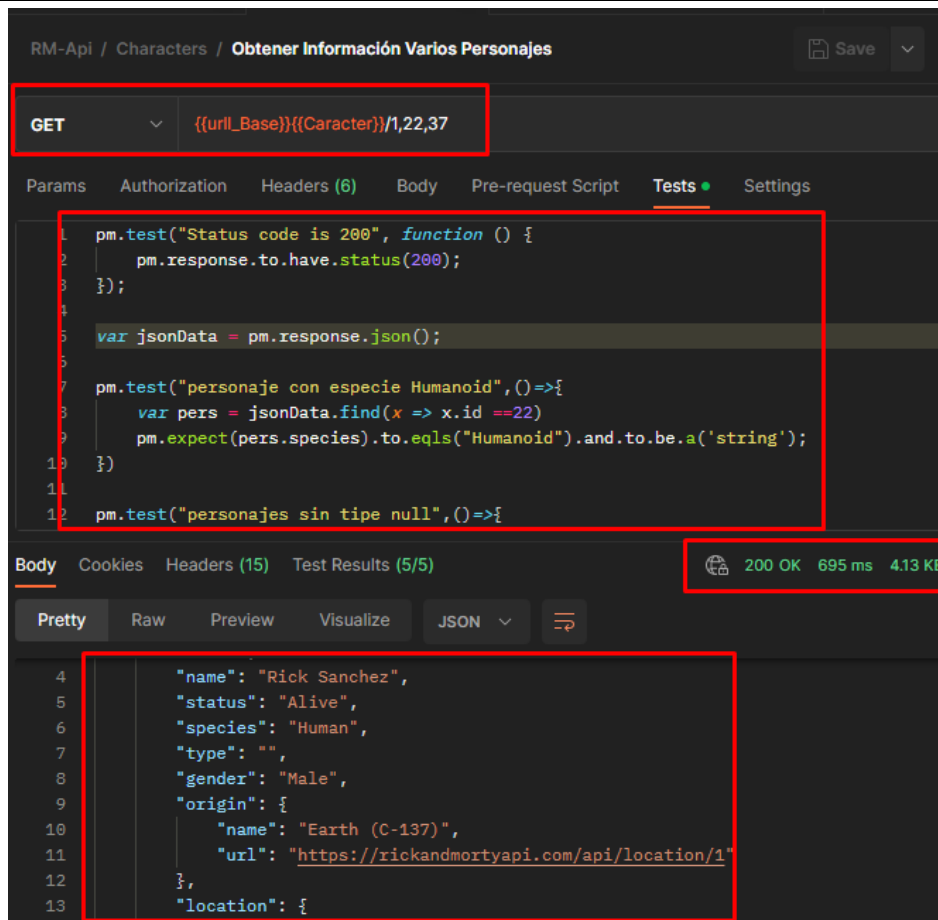 RM-Api / Characters / Obtener Información Varios Personajes
Save
GET
{{urll_Base}}{{Caracter}}/1,22,37
Params Authorization Headers (6) Body Pre-request Script Tests Settings
1 pm.test("Status code is 200", function () {
2 pm.response.to.have.status(200);
3 });
4
5 var jsonData = pm.response.json();
6
7 pm.test("personaje con especie Humanoid",()=>{
8 var pers = jsonData.find(x => x.id ==22)
9 pm.expect(pers.species).to.eqls("Humanoid").and.to.be.a('string');
10 })
11
12 pm.test("personajes sin tipe null",()=>{
Body Cookies Headers (15) Test Results (5/5) 200 OK 695 ms 4.13 KB
Pretty Raw Preview Visualize JSON
4 "name": "Rick Sanchez",
5 "status": "Alive",
6 "species": "Human",
7 "type": "",
8 "gender": "Male",
9 "origin": {
10 "name": "Earth (C-137)",
11 "url": "https://rickandmortyapi.com/api/location/1"
12 },
13 "location": {